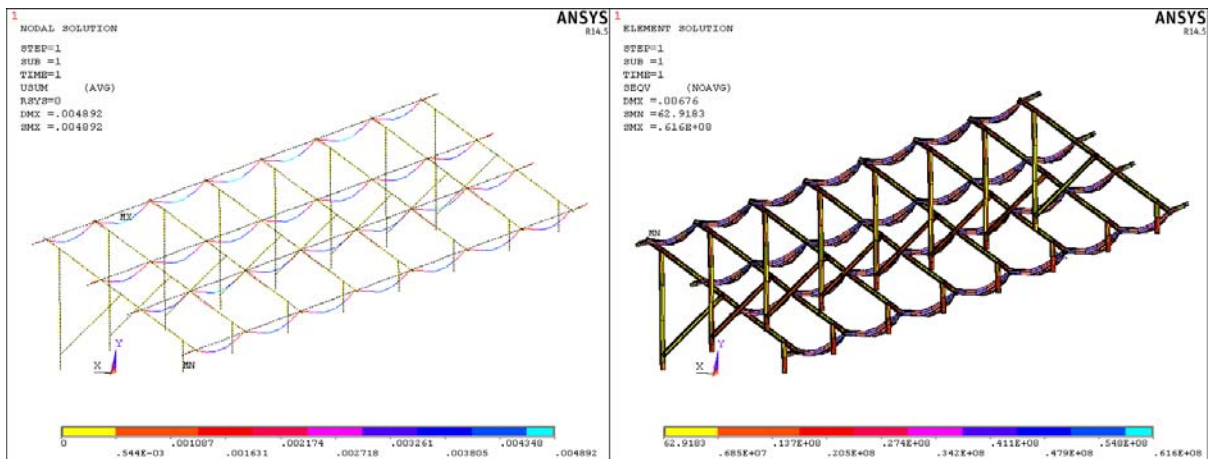 1
ANSYS
R14.5
NODAL SOLUTION
STEP=1
SUB =1
TIME=1
USUM (AVG)
RSYS=0
DMX =.004892
SMX =.004892
MX
Y
X
MN
0 .001087 .002174 .003261 .004348
.544E-03 .001631 .002718 .003805 .004892
1
ANSYS
R14.5
ELEMENT SOLUTION
STEP=1
SUB =1
TIME=1
SEQV (NOAVG)
DMX =.00676
SMN =62.9183
SMX =.616E+08
MN
Y
X
62.9183 .137E+08 .274E+08 .411E+08 .548E+08
.685E+07 .205E+08 .342E+08 .479E+08 .616E+08